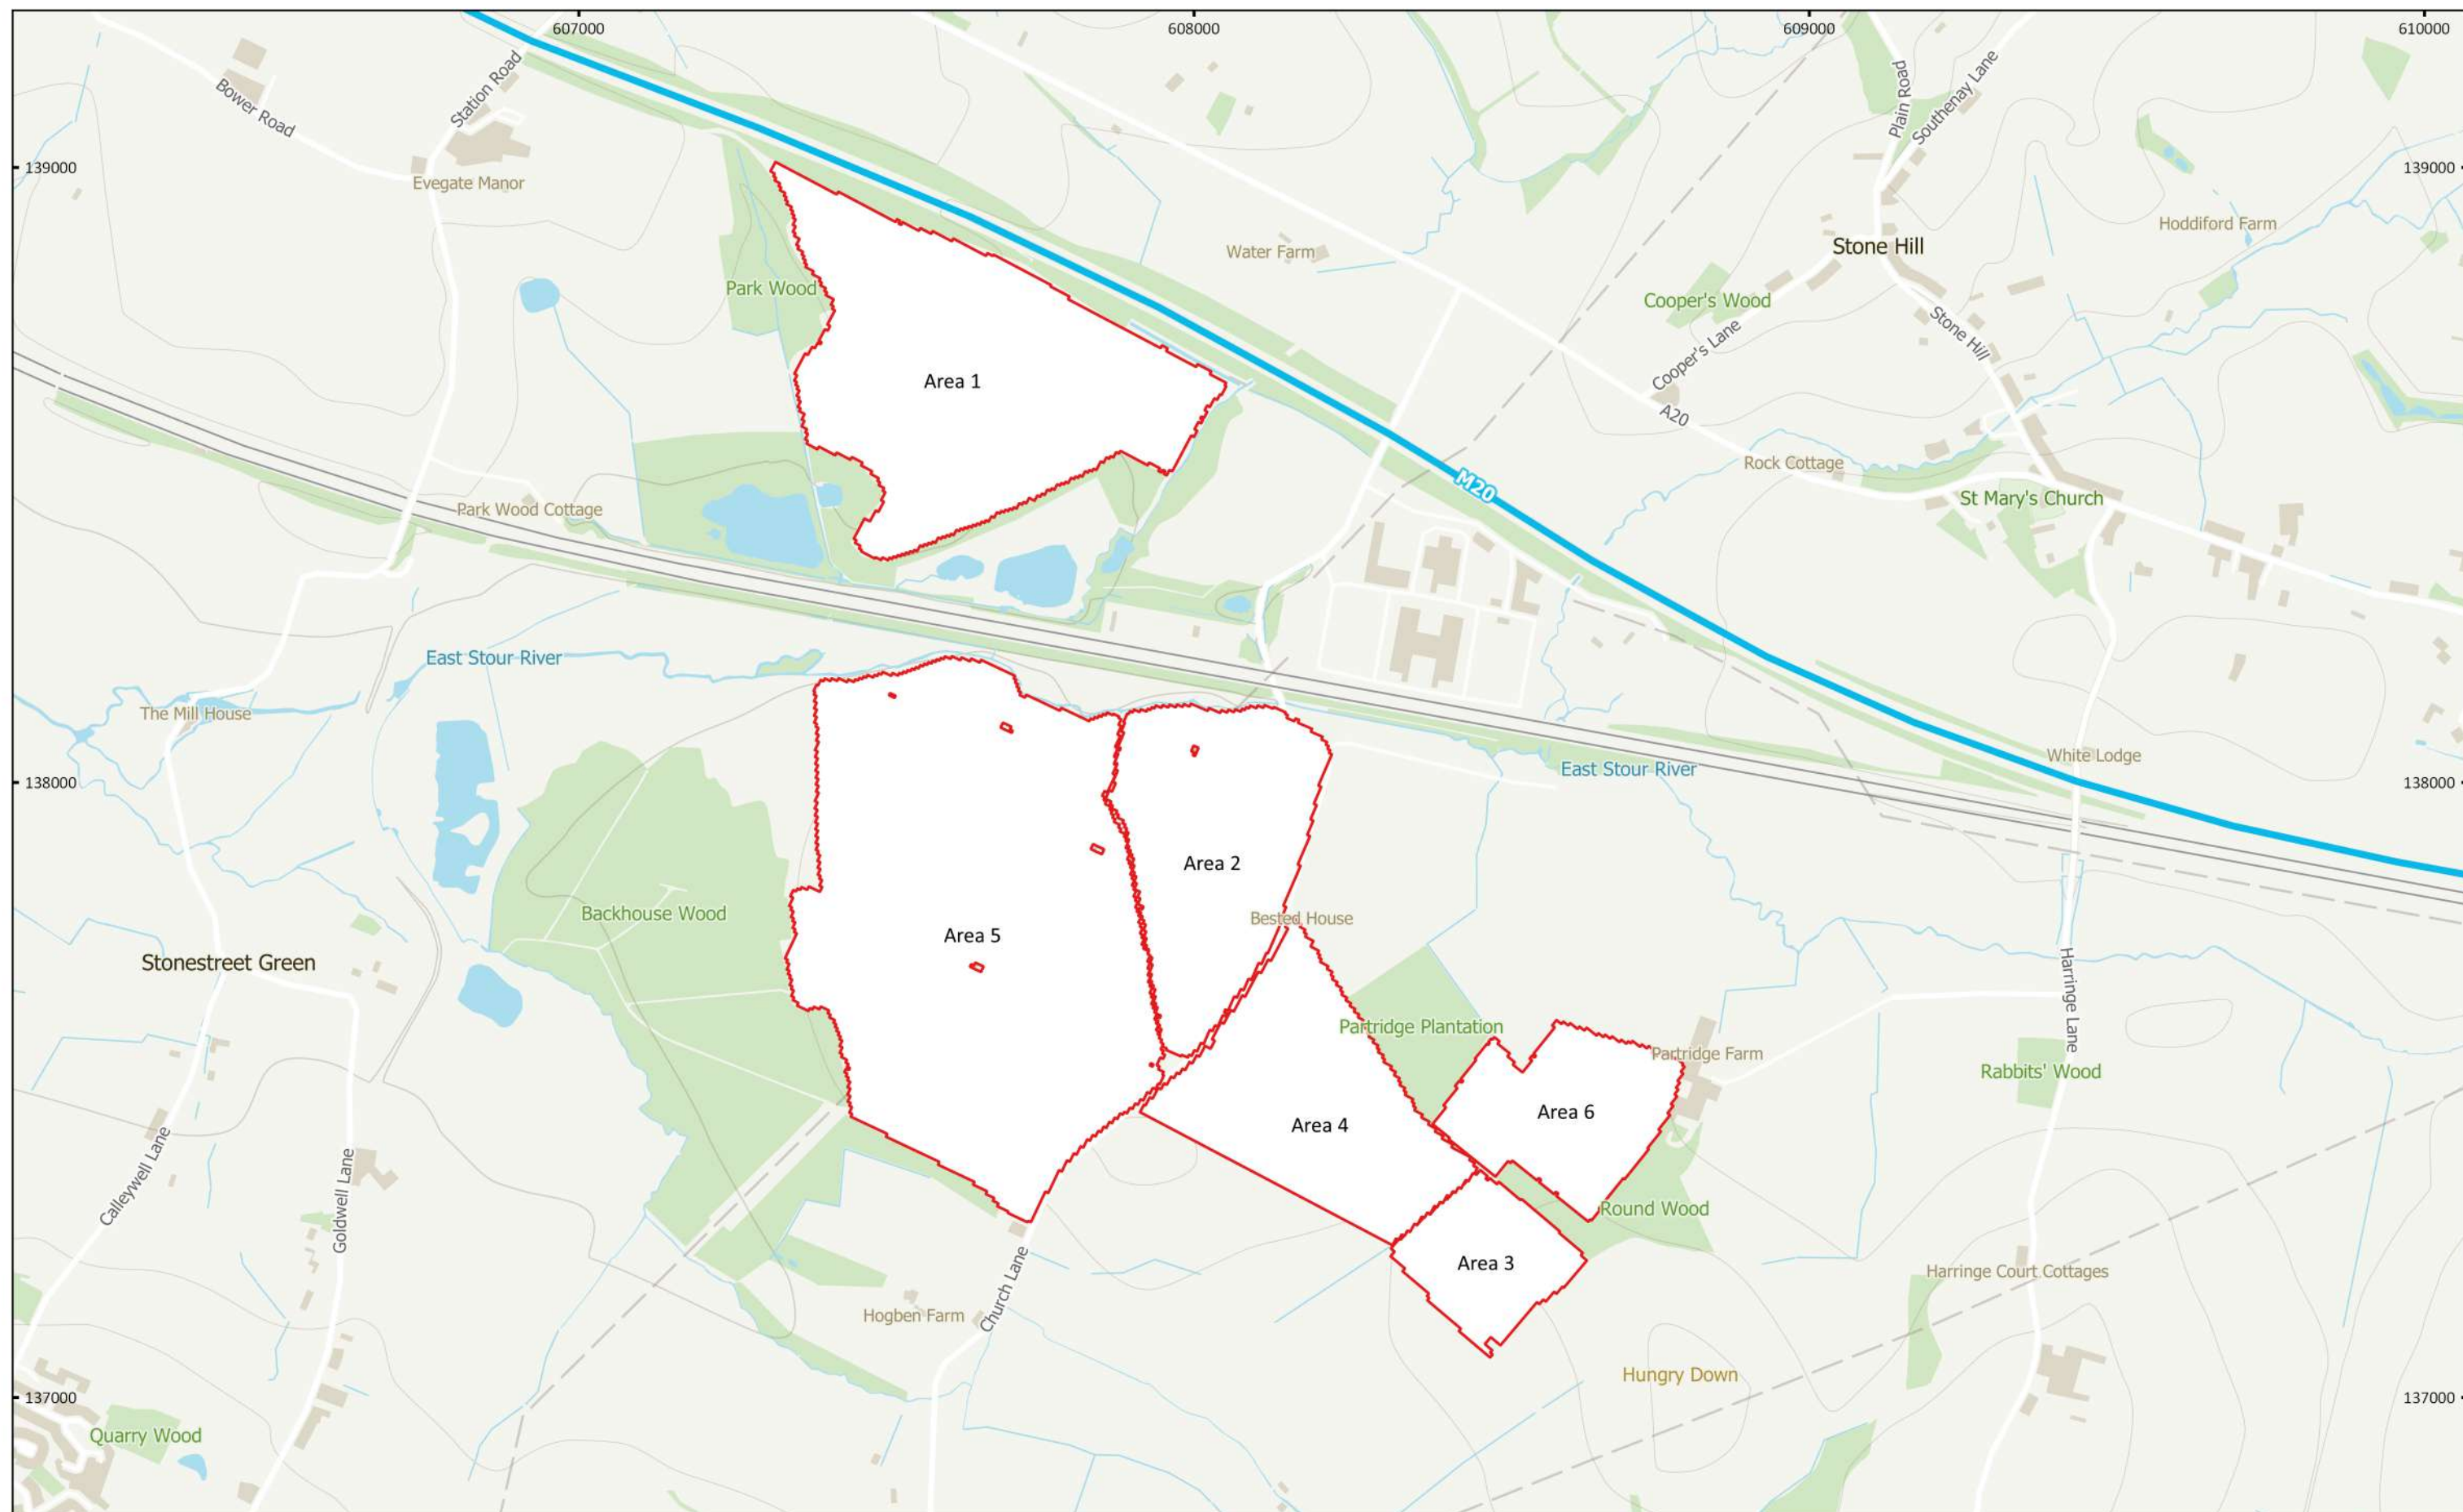 607000
608000
609000
610000
Station Road
Bower Road
Plain Road
Southenay Lane
139000
139000
Evegate Manor
Hoddiford Farm
Water Farm
Stone Hill
Park Wood
Cooper's Wood
Stone Hill
Cooper's Lane
Area 1
A20
Rock Cottage
M20
St Mary's Church
Park Wood Cottage
East Stour River
The Mill House
White Lodge
East Stour River
138000
138000
Area 2
Backhouse Wood
Bested House
Area 5
Stonestreet Green
Harringe Lane
Partridge Plantation
Partridge Farm
Rabbits' Wood
Area 6
Area 4
Calleywell Lane
Goldwell Lane
Round Wood
Area 3
Harringe Court Cottages
Church Lane
Hogben Farm
Hungry Down
137000
137000
Quarry Wood